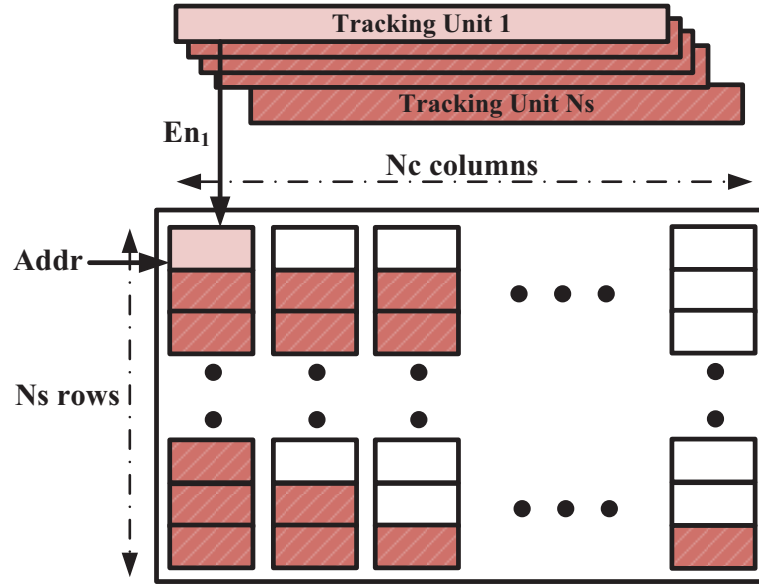 Tracking Unit 1
Tracking Unit Ns
En₁
Nc columns
Addr
Ns rows